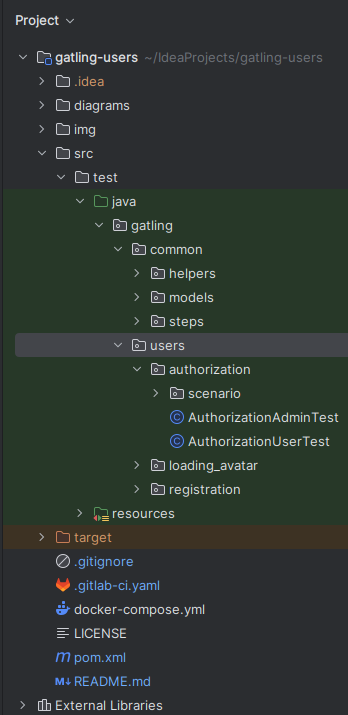 Project
gatling-users ~/IdeaProjects/gatling-users
.idea
diagrams
img
src
test
java
gatling
common
helpers
models
steps
users
authorization
scenario
AuthorizationAdminTest
AuthorizationUserTest
loading_avatar
registration
resources
target
.gitignore
.gitlab-ci.yaml
docker-compose.yml
LICENSE
pom.xml
README.md
External Libraries